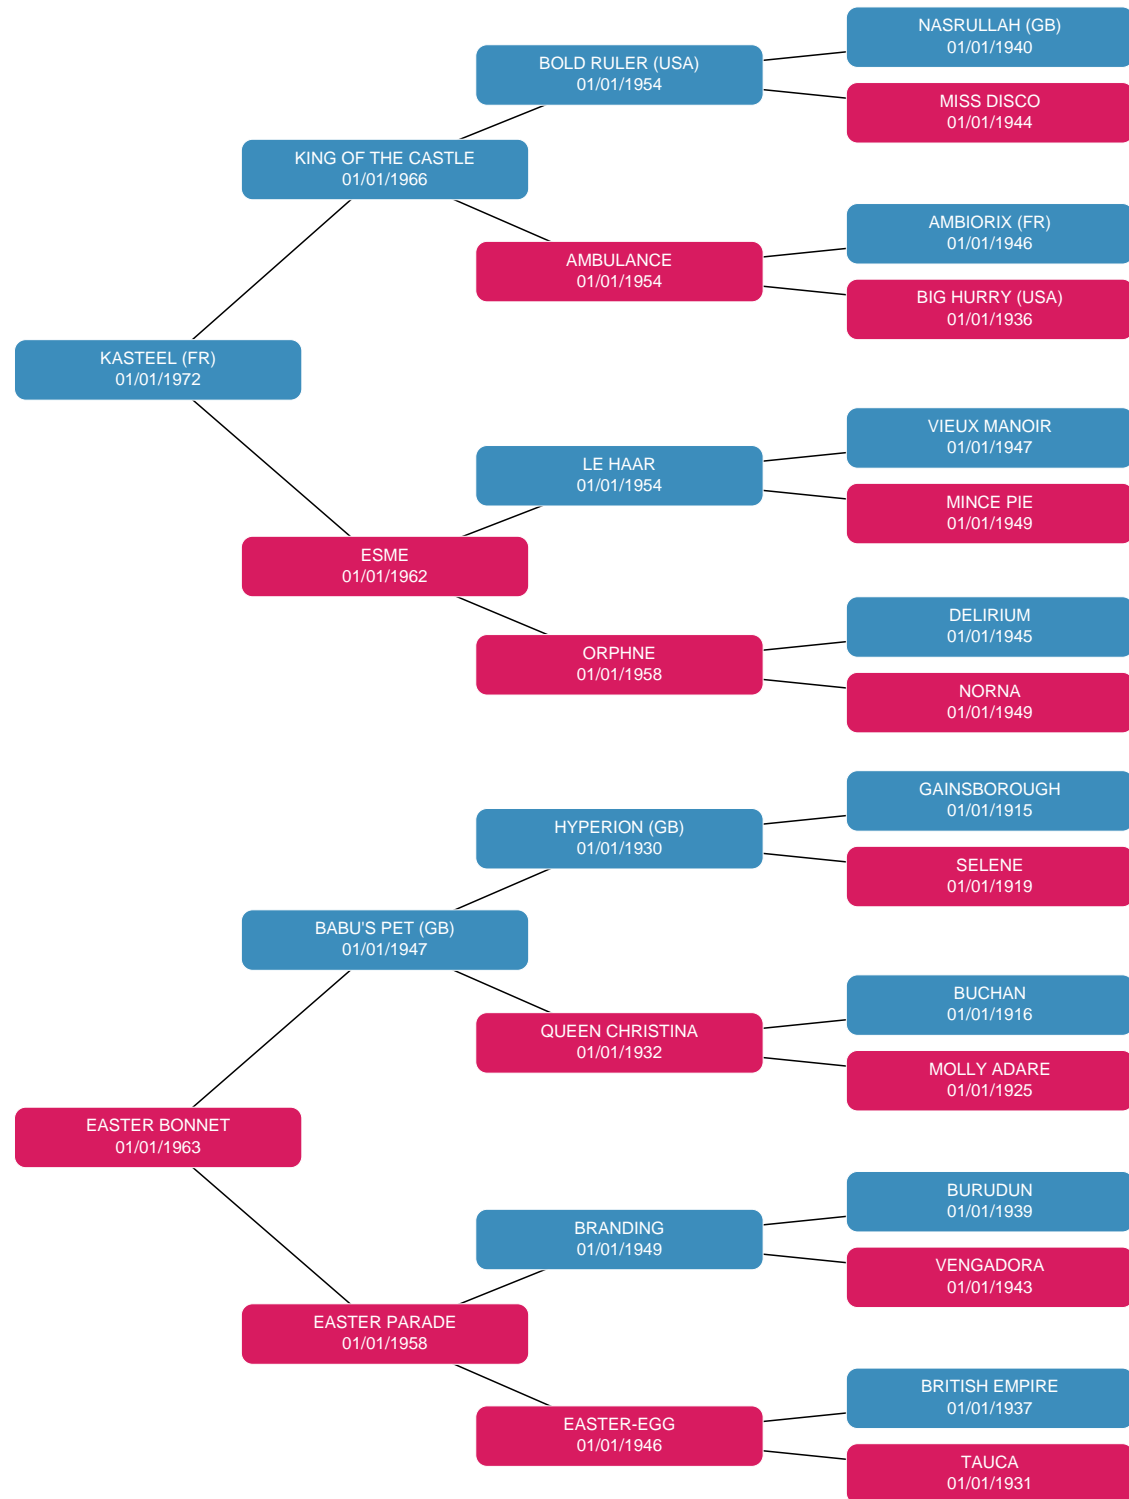 NASRULLAH (GB)
01/01/1940
BOLD RULER (USA)
01/01/1954
MISS DISCO
01/01/1944
KING OF THE CASTLE
01/01/1966
AMBIORIX (FR)
01/01/1946
AMBULANCE
01/01/1954
BIG HURRY (USA)
01/01/1936
KASTEEL (FR)
01/01/1972
VIEUX MANOIR
01/01/1947
LE HAAR
01/01/1954
MINCE PIE
01/01/1949
ESME
01/01/1962
DELIRIUM
01/01/1945
ORPHNE
01/01/1958
NORNA
01/01/1949
GAINSBOROUGH
01/01/1915
HYPERION (GB)
01/01/1930
SELENE
01/01/1919
BABU'S PET (GB)
01/01/1947
BUCHAN
01/01/1916
QUEEN CHRISTINA
01/01/1932
MOLLY ADARE
01/01/1925
EASTER BONNET
01/01/1963
BURUDUN
01/01/1939
BRANDING
01/01/1949
VENGADORA
01/01/1943
EASTER PARADE
01/01/1958
BRITISH EMPIRE
01/01/1937
EASTER-EGG
01/01/1946
TAUCA
01/01/1931